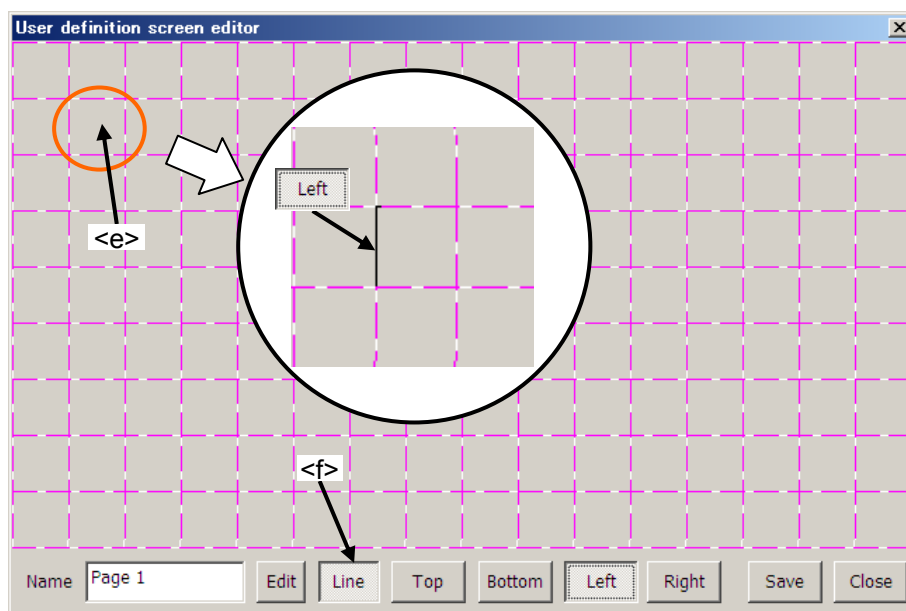 User definition screen editor
Left
<e>
<f>
Name Page 1 Edit Line Top Bottom Left Right Save Close